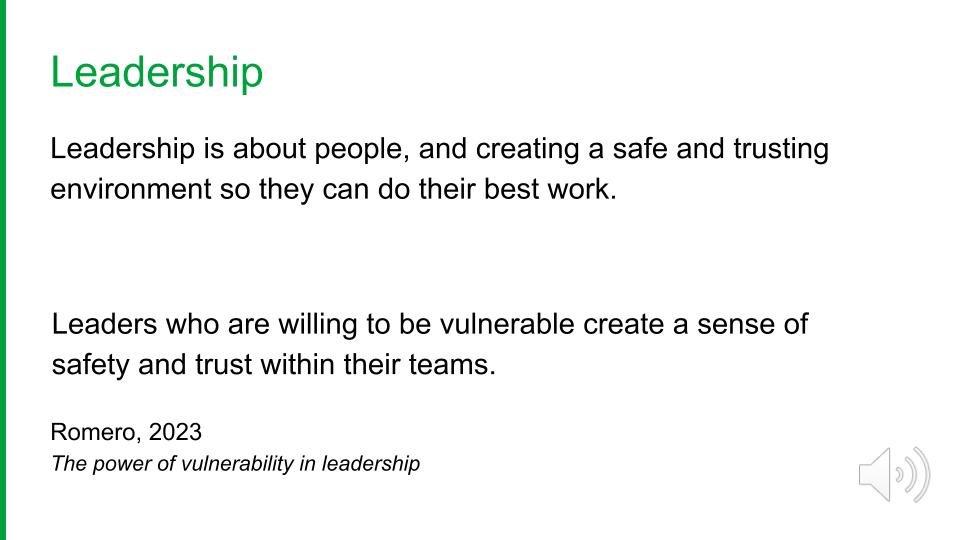 Leadership
Leadership is about people, and creating a safe and trusting
environment so they can do their best work.
Leaders who are willing to be vulnerable create a sense of
safety and trust within their teams.
Romero, 2023
The power of vulnerability in leadership